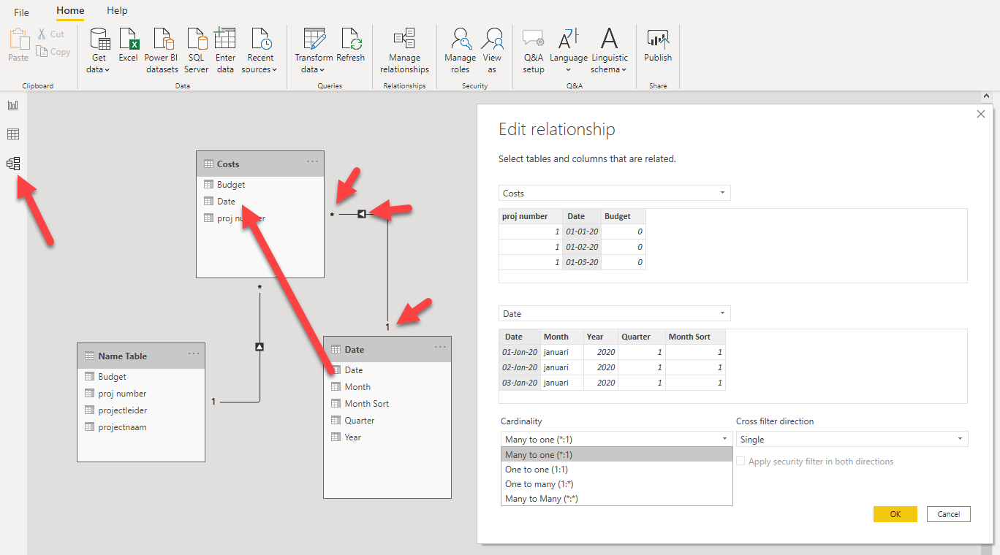 File Home Help
Paste
Cut
Copy
Get data
Excel
Power BI datasets
SQL Server
Enter data
Recent sources
Transform data
Refresh
Manage relationships
Manage roles
View as
Q&A setup
Language
Linguistic schema
Publish
Clipboard Data Queries Relationships Security Q&A Share
Costs ...
Budget
Date
proj number
*
1
*
1
Name Table ...
Budget
proj number
projectleider
projectnaam
Date ...
Date
Month
Month Sort
Quarter
Year
Edit relationship
Select tables and columns that are related.
Costs
proj number Date Budget
1 01-01-20 0
1 01-02-20 0
1 01-03-20 0
Date
Date Month Year Quarter Month Sort
01-Jan-20 januari 2020 1 1
02-Jan-20 januari 2020 1 1
03-Jan-20 januari 2020 1 1
Cardinality
Many to one (*:1)
Many to one (*:1)
One to one (1:1)
One to many (1:*)
Many to Many (*:*)
Cross filter direction
Single
Apply security filter in both directions
OK Cancel